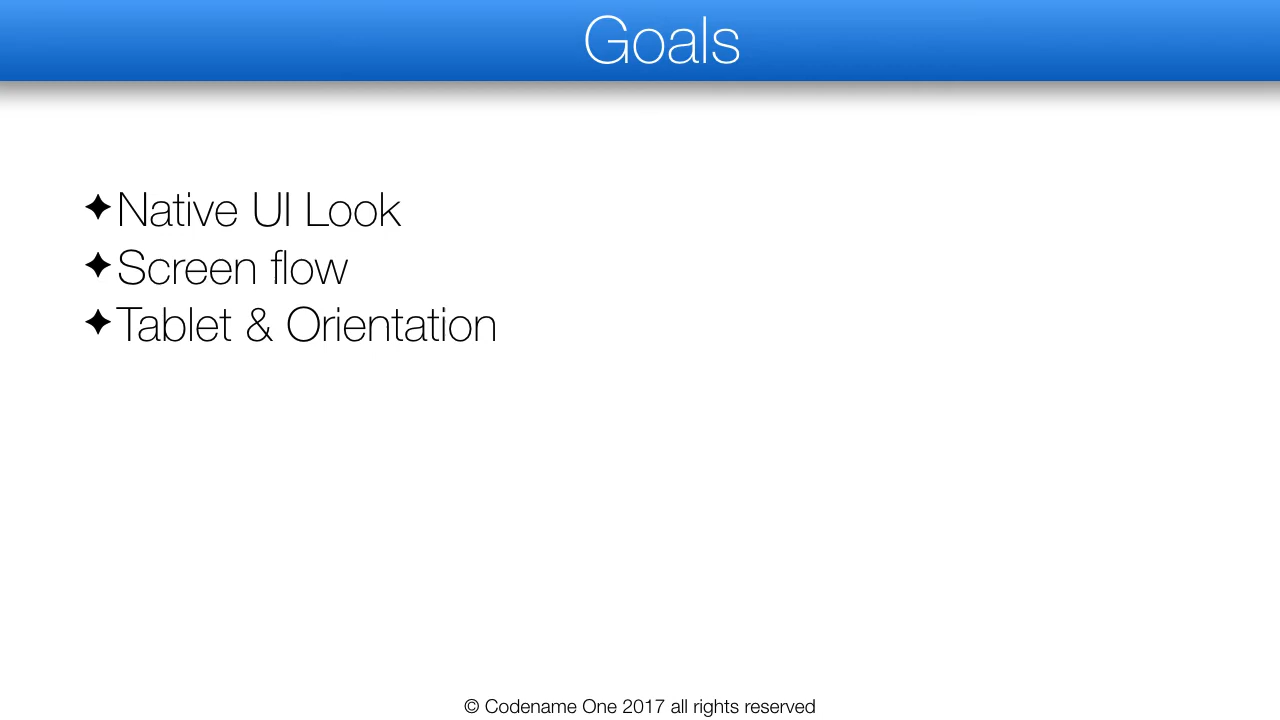 Goals
✦Native UI Look
✦Screen flow
✦Tablet & Orientation
© Codename One 2017 all rights reserved